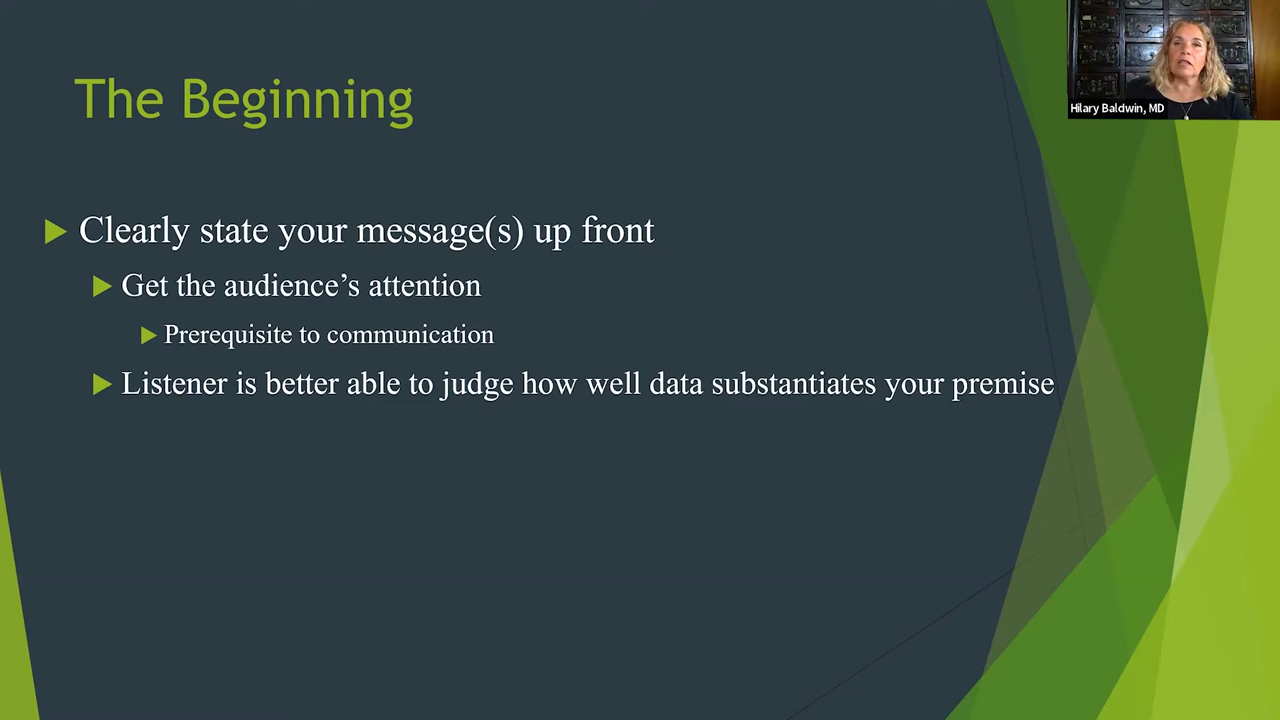 The Beginning
Hilary Baldwin, MD
Clearly state your message(s) up front
Get the audience’s attention
Prerequisite to communication
Listener is better able to judge how well data substantiates your premise